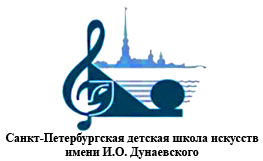 Санкт-Петербургская детская школа искусств
имени И.О. Дунаевского